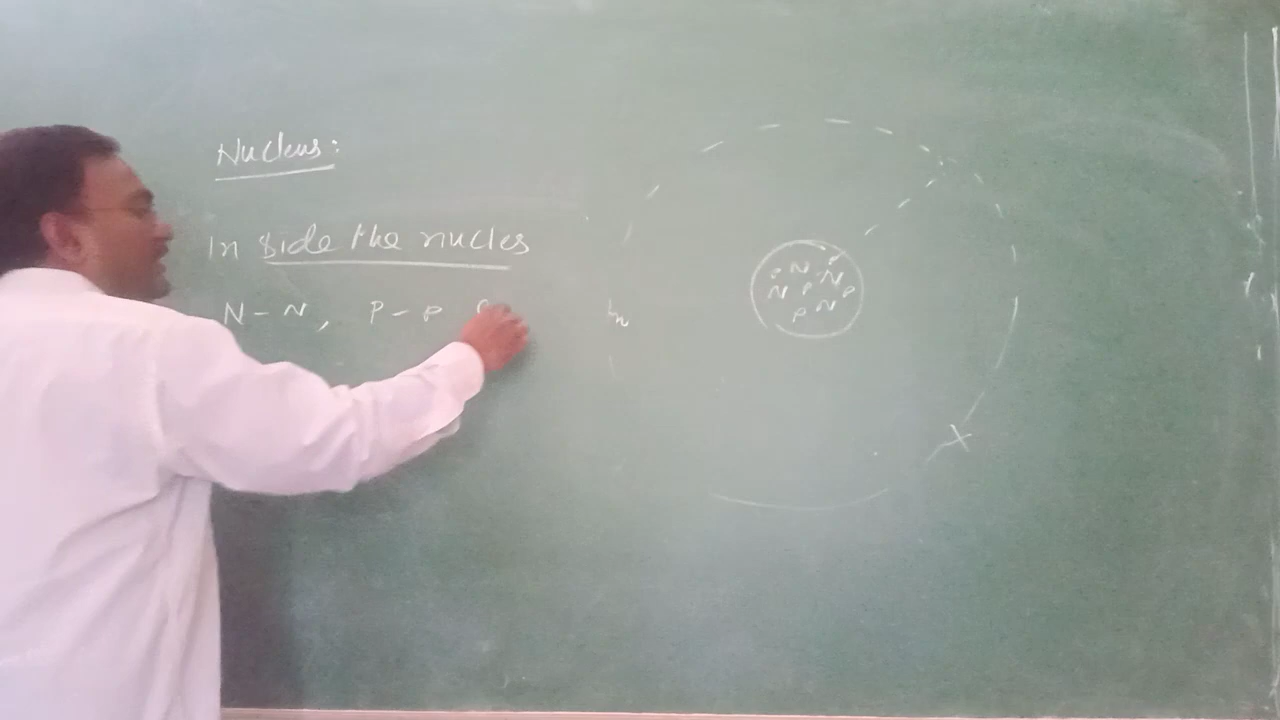 Nucleus:
In side the nucles
N - N, P - P
P N P
N P N P
P N